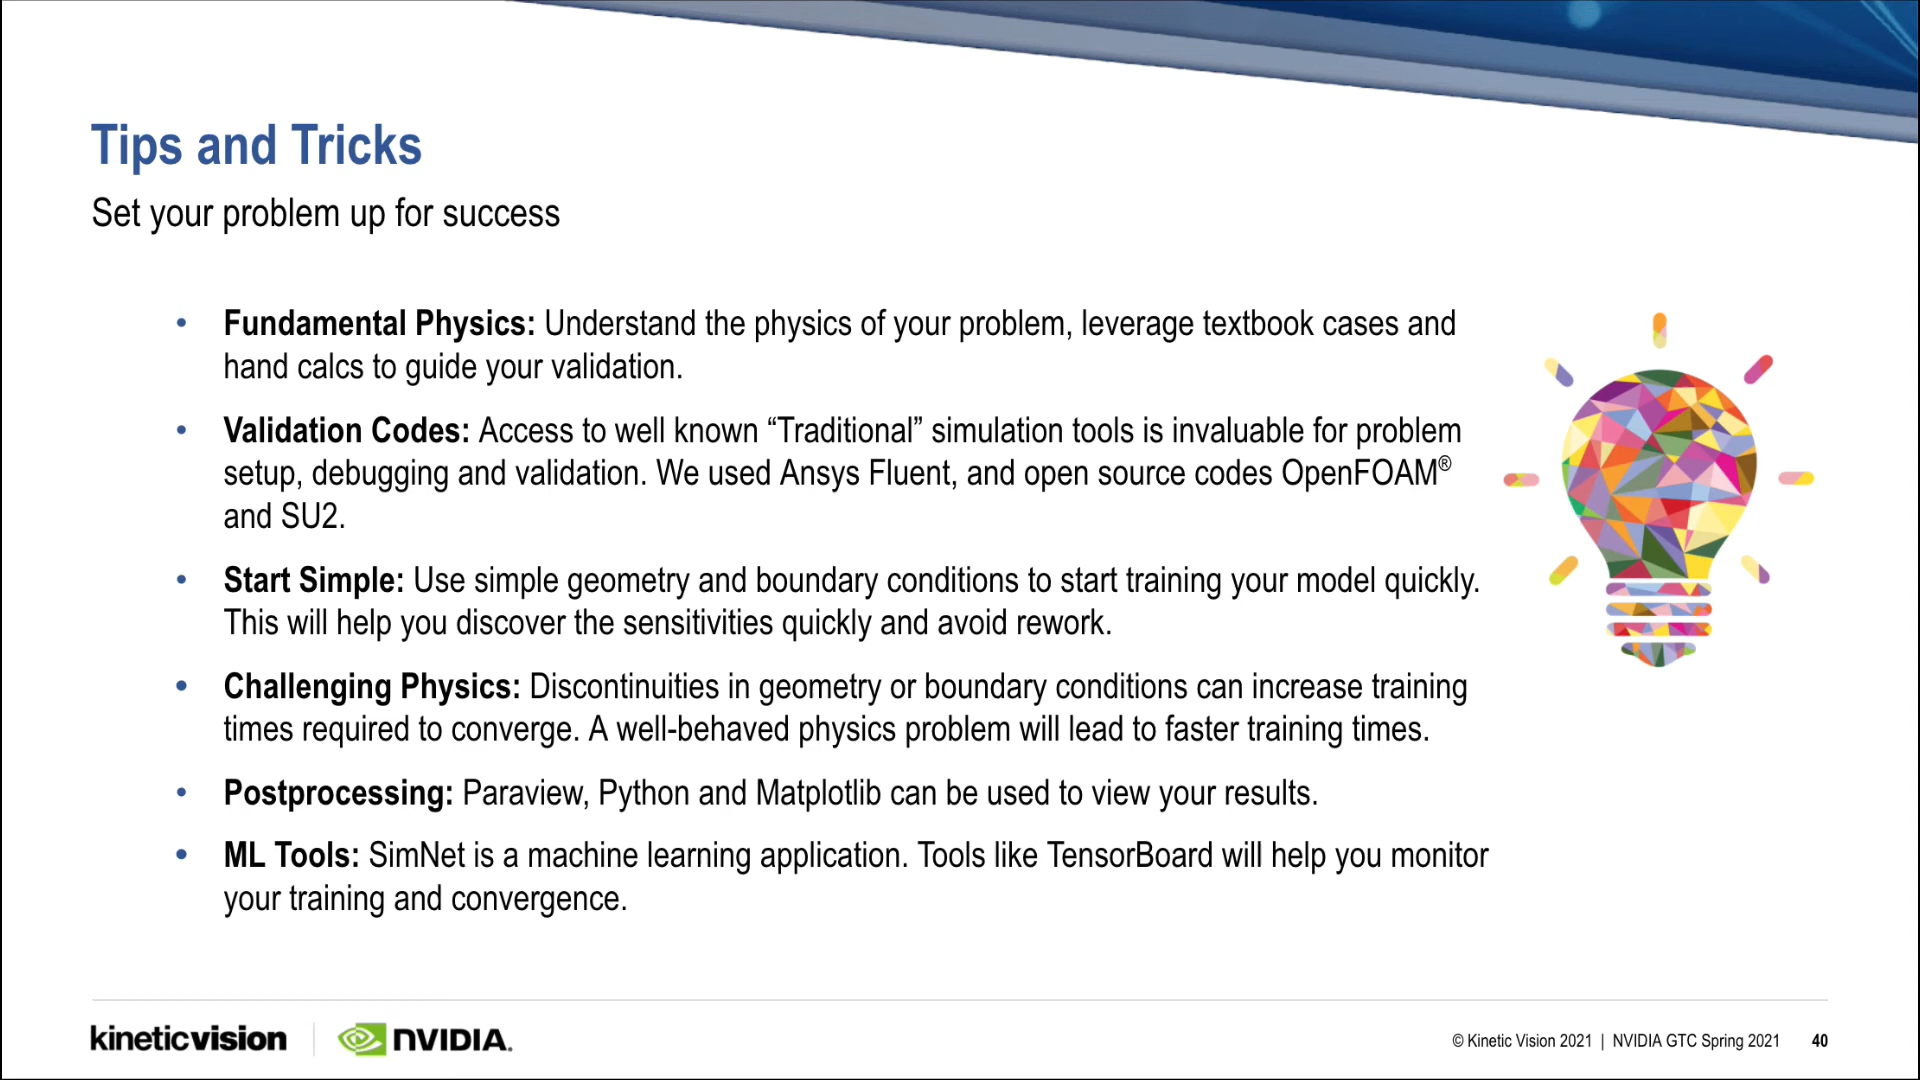 Tips and Tricks
Set your problem up for success
• Fundamental Physics: Understand the physics of your problem, leverage textbook cases and
hand calcs to guide your validation.
• Validation Codes: Access to well known “Traditional” simulation tools is invaluable for problem
setup, debugging and validation. We used Ansys Fluent, and open source codes OpenFOAM®
and SU2.
• Start Simple: Use simple geometry and boundary conditions to start training your model quickly.
This will help you discover the sensitivities quickly and avoid rework.
• Challenging Physics: Discontinuities in geometry or boundary conditions can increase training
times required to converge. A well-behaved physics problem will lead to faster training times.
• Postprocessing: Paraview, Python and Matplotlib can be used to view your results.
• ML Tools: SimNet is a machine learning application. Tools like TensorBoard will help you monitor
your training and convergence.
kineticvision | NVIDIA.
© Kinetic Vision 2021 | NVIDIA GTC Spring 2021 40